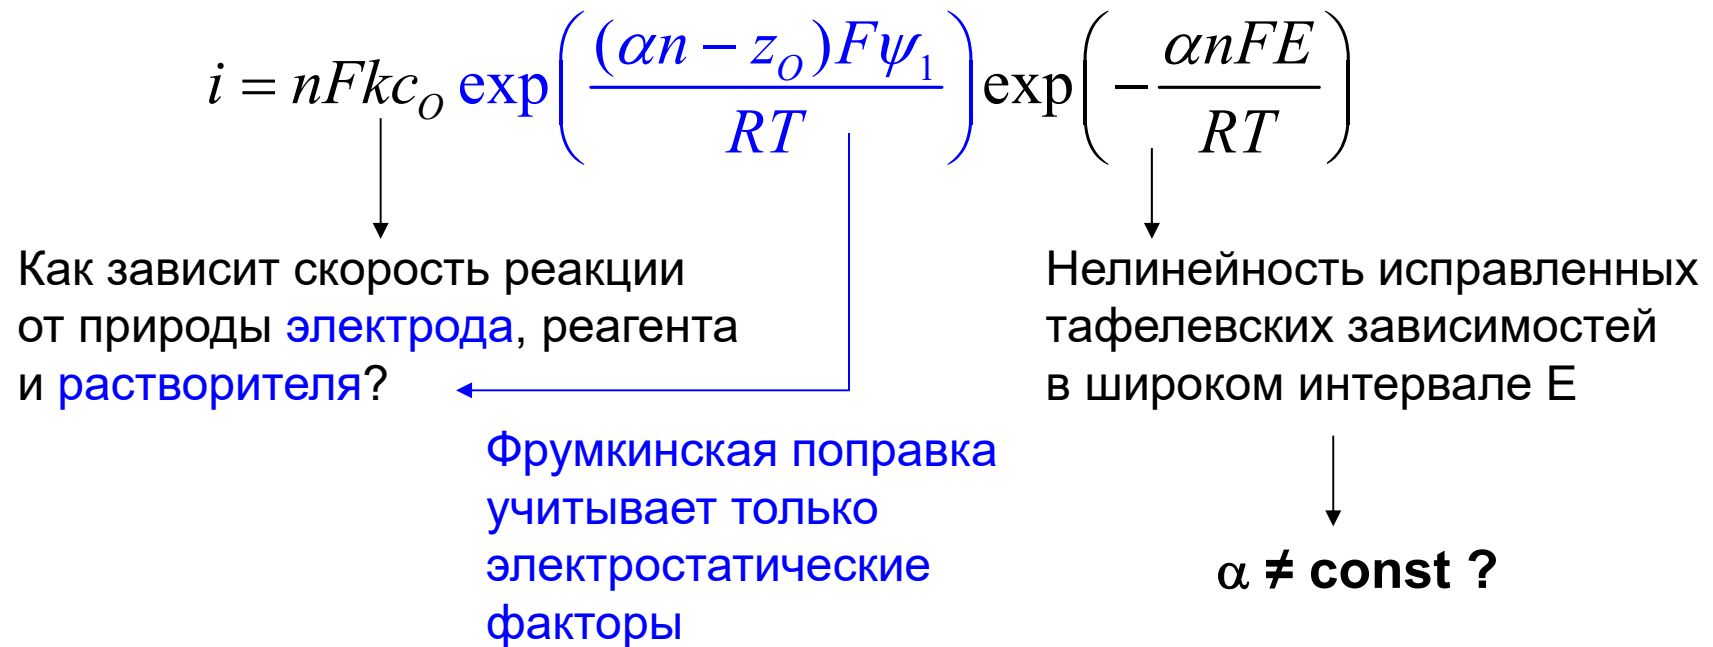 i = nFkc_O exp( (αn − z_O)Fψ_1 / RT ) exp( − αnFE / RT )
Как зависит скорость реакции
от природы электрода, реагента
и растворителя?
Фрумкинская поправка
учитывает только
электростатические
факторы
Нелинейность исправленных
тафелевских зависимостей
в широком интервале E
α ≠ const ?